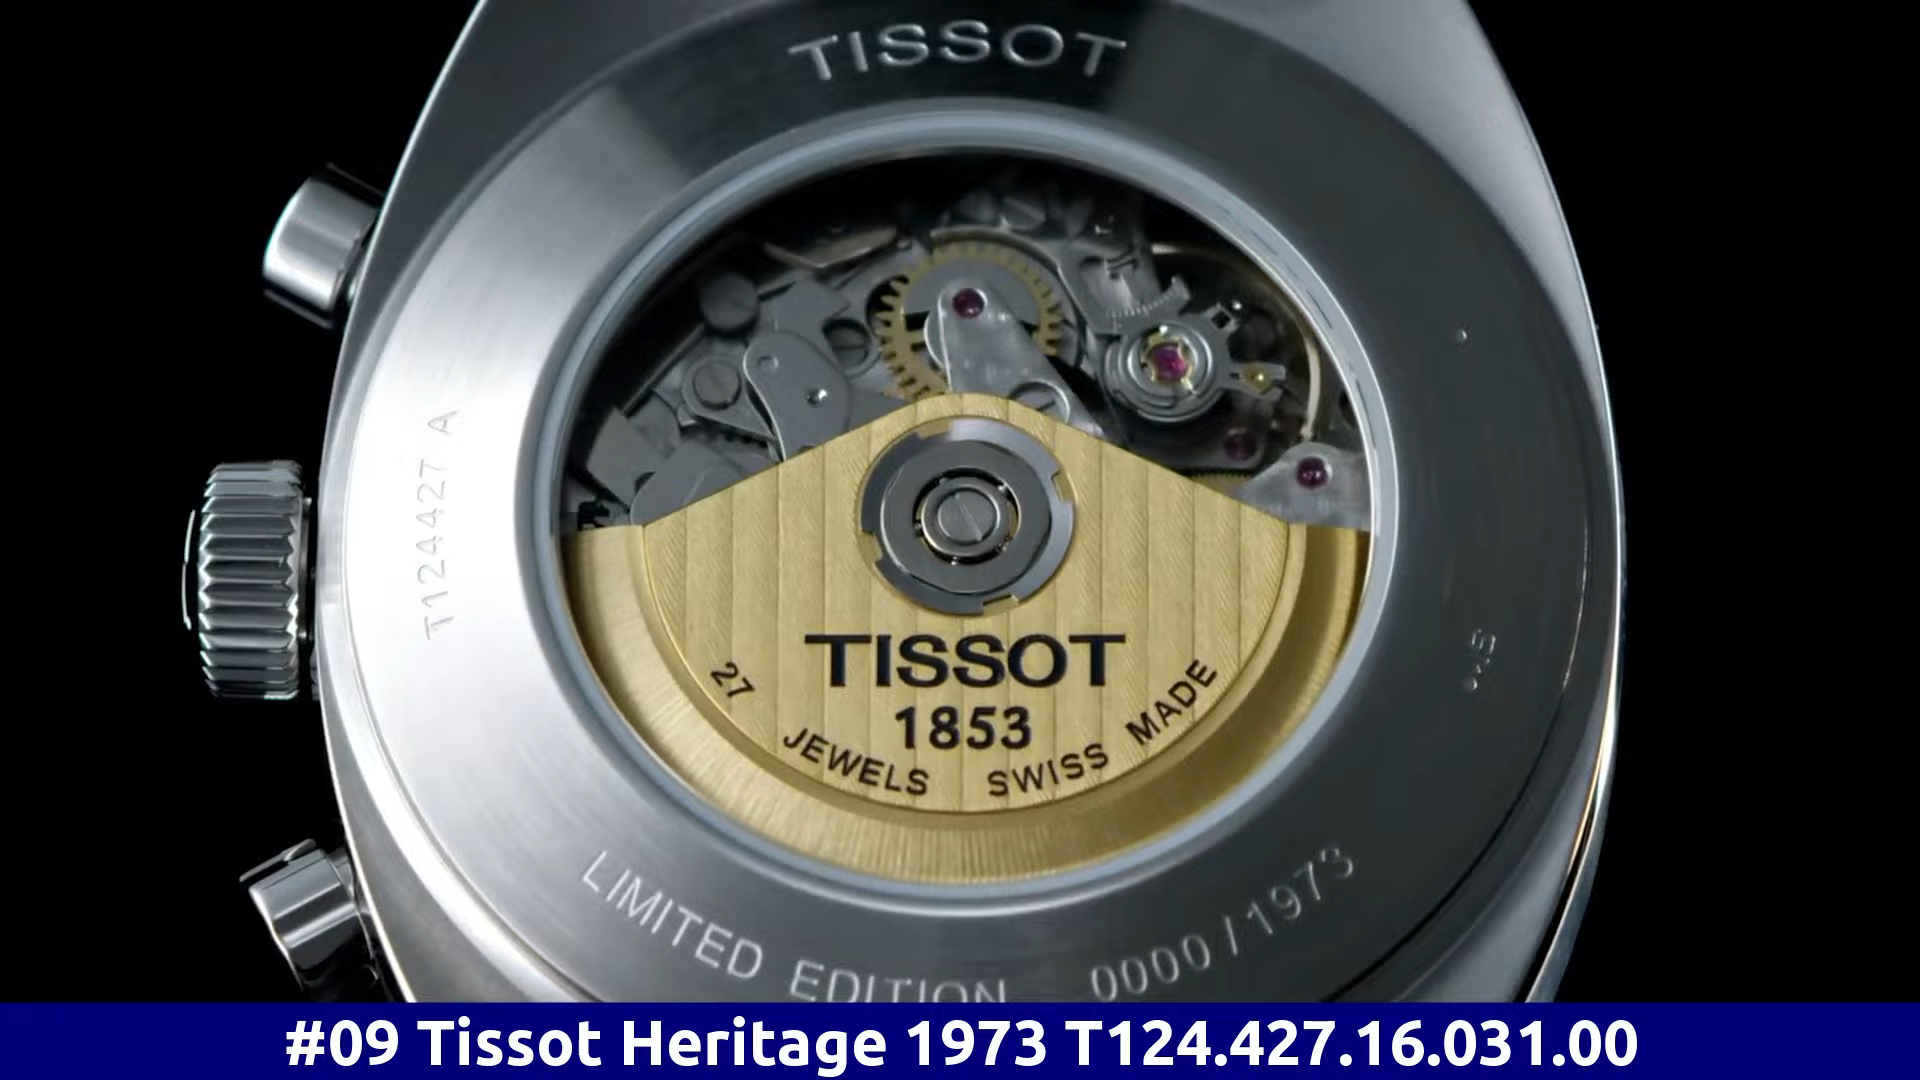 TISSOT
T124427 A
TISSOT
1853
27 JEWELS SWISS MADE
LIMITED EDITION 0000/1973
#09 Tissot Heritage 1973 T124.427.16.031.00